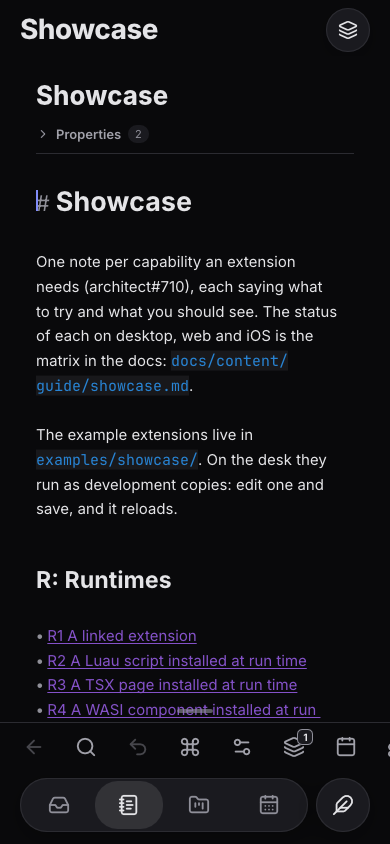 Showcase
Showcase
Properties 2
# Showcase
One note per capability an extension
needs (architect#710), each saying what
to try and what you should see. The status
of each on desktop, web and iOS is the
matrix in the docs: docs/content/
guide/showcase.md.
The example extensions live in
examples/showcase/. On the desk they
run as development copies: edit one and
save, and it reloads.
R: Runtimes
• R1 A linked extension
• R2 A Luau script installed at run time
• R3 A TSX page installed at run time
• R4 A WASI component installed at run
1